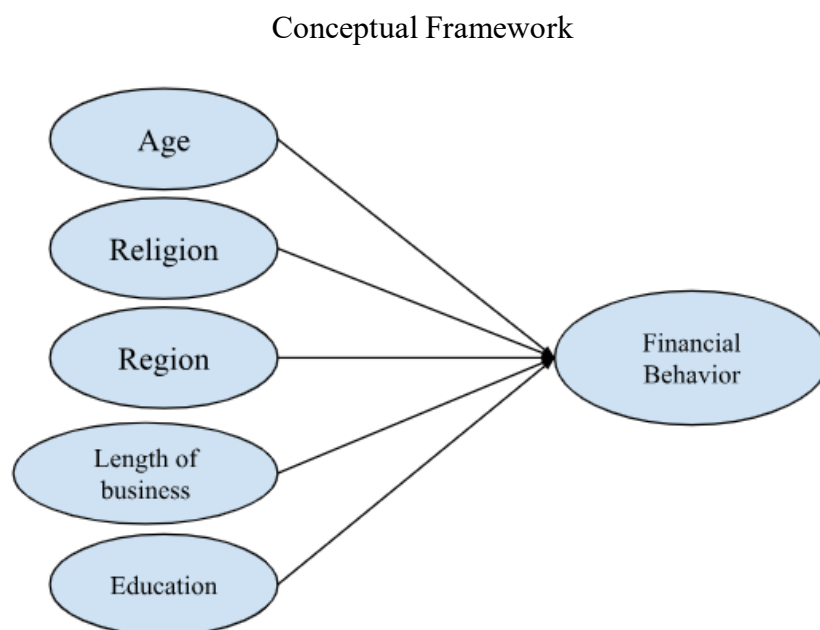 Conceptual Framework
Age
Religion
Region
Length of
business
Education
Financial
Behavior